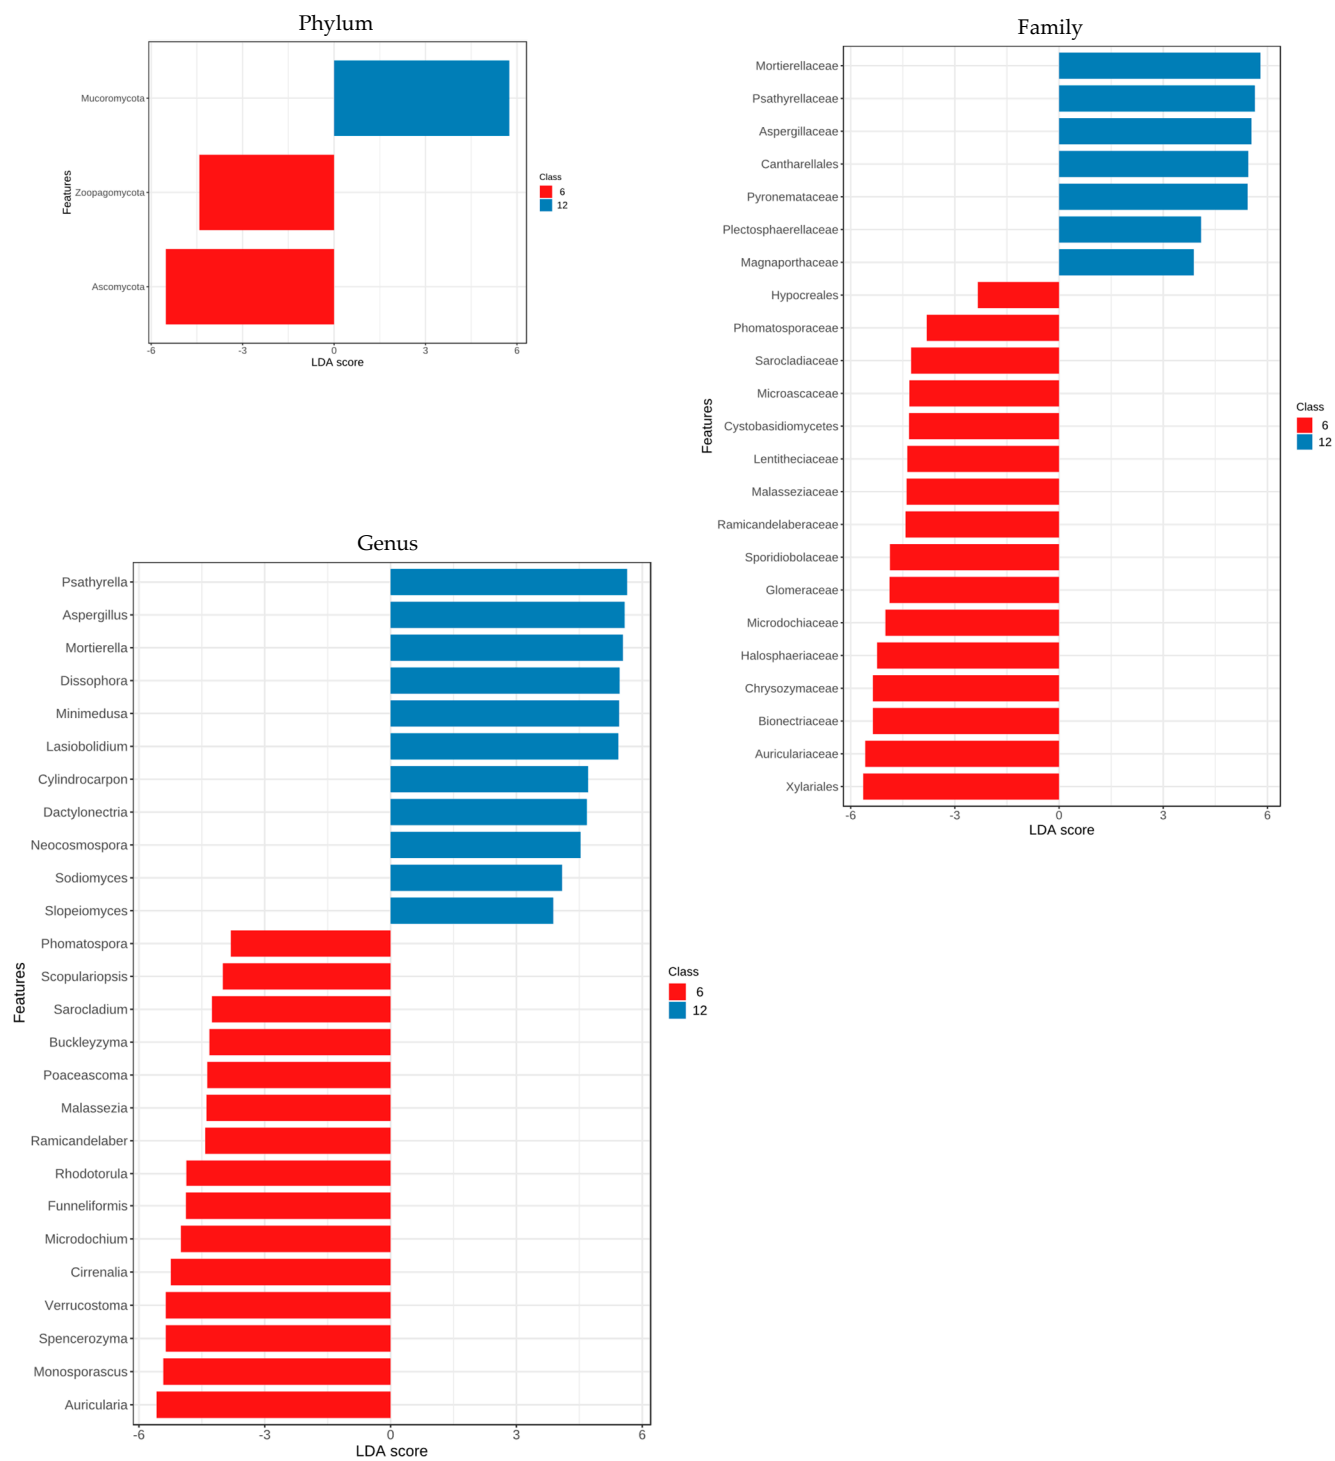 Phylum
Mucoromycota
Zoopagomycota
Ascomycota
Features
-6 -3 0 3 6
LDA score
Class
6
12
Family
Mortierellaceae
Psathyrellaceae
Aspergillaceae
Cantharellales
Pyronemataceae
Plectosphaerellaceae
Magnaporthaceae
Hypocreales
Phomatosporaceae
Sarocladiaceae
Microascaceae
Cystobasidiomycetes
Lentitheciaceae
Malasseziaceae
Ramicandelaberaceae
Sporidiobolaceae
Glomeraceae
Microdochiaceae
Halosphaeriaceae
Chrysozymaceae
Bionectriaceae
Auriculariaceae
Xylariales
Features
-6 -3 0 3 6
LDA score
Class
6
12
Genus
Psathyrella
Aspergillus
Mortierella
Dissophora
Minimedusa
Lasiobolidium
Cylindrocarpon
Dactylonectria
Neocosmospora
Sodiomyces
Slopeiomyces
Phomatospora
Scopulariopsis
Sarocladium
Buckleyzyma
Poaceascoma
Malassezia
Ramicandelaber
Rhodotorula
Funneliformis
Microdochium
Cirrenalia
Verrucostoma
Spencerozyma
Monosporascus
Auricularia
Features
-6 -3 0 3 6
LDA score
Class
6
12